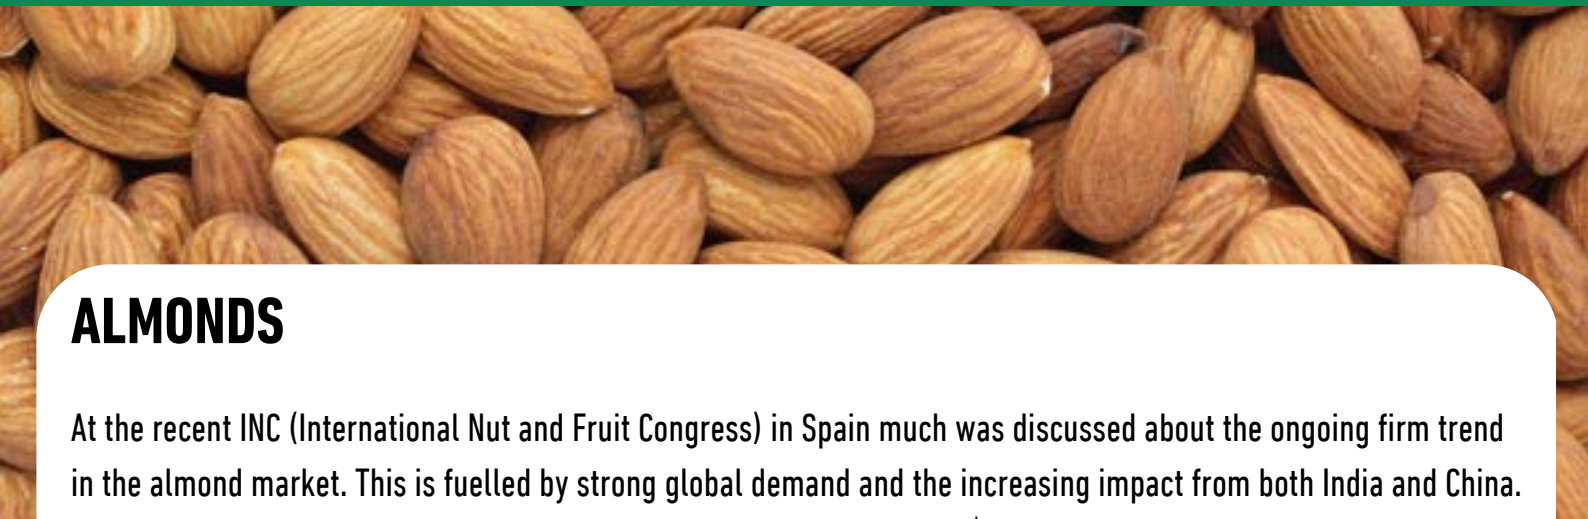 ALMONDS
At the recent INC (International Nut and Fruit Congress) in Spain much was discussed about the ongoing firm trend
in the almond market. This is fuelled by strong global demand and the increasing impact from both India and China.